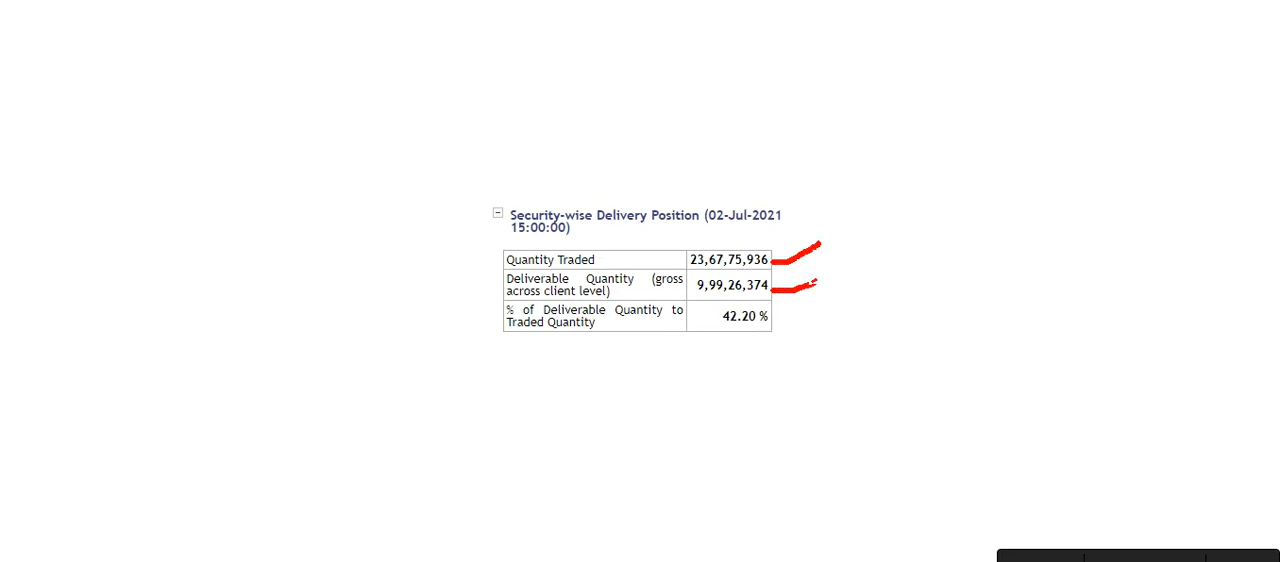 Security-wise Delivery Position (02-Jul-2021
15:00:00)
Quantity Traded 23,67,75,936
Deliverable Quantity (gross
across client level) 9,99,26,374
% of Deliverable Quantity to
Traded Quantity 42.20 %